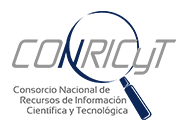 CONRICyT
Consorcio Nacional de
Recursos de Información
Científica y Tecnológica